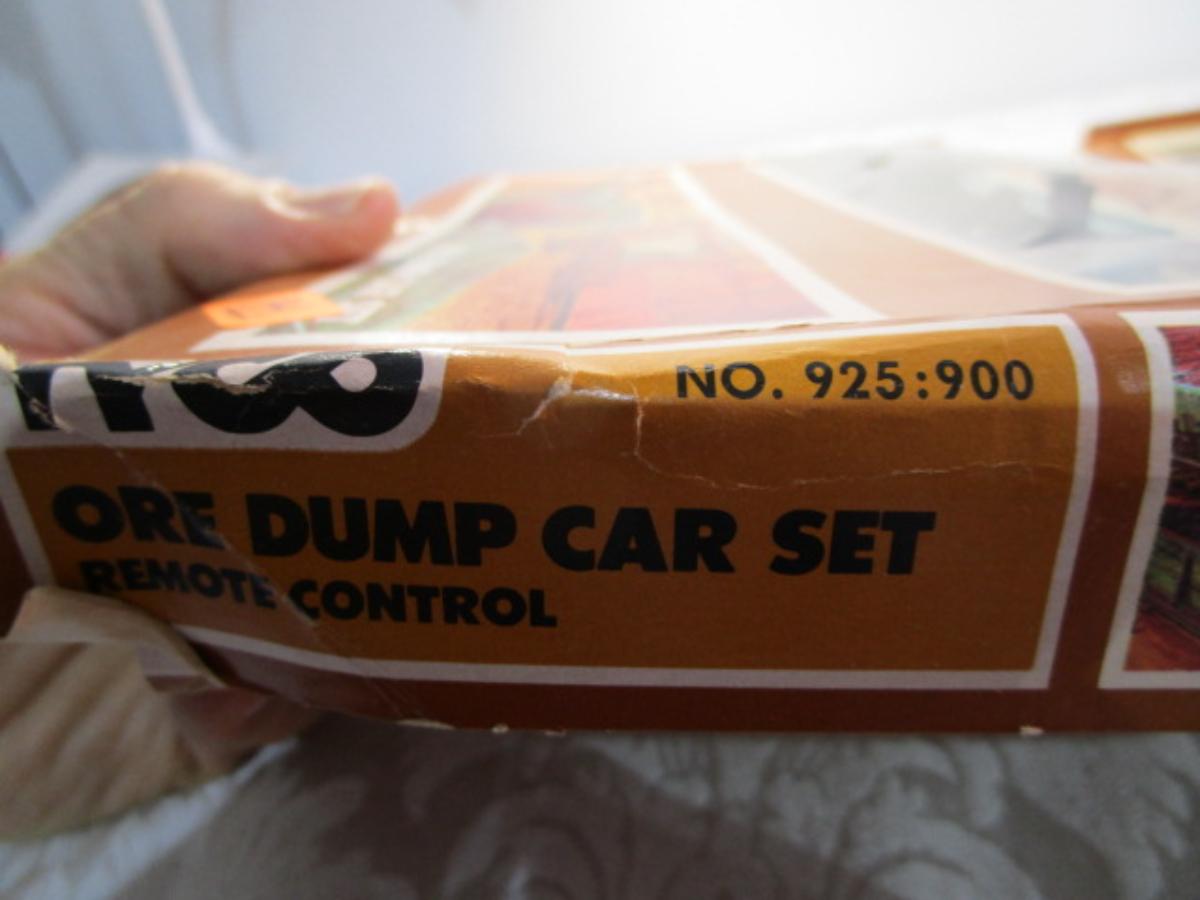 NO. 925:900
ORE DUMP CAR SET
REMOTE CONTROL